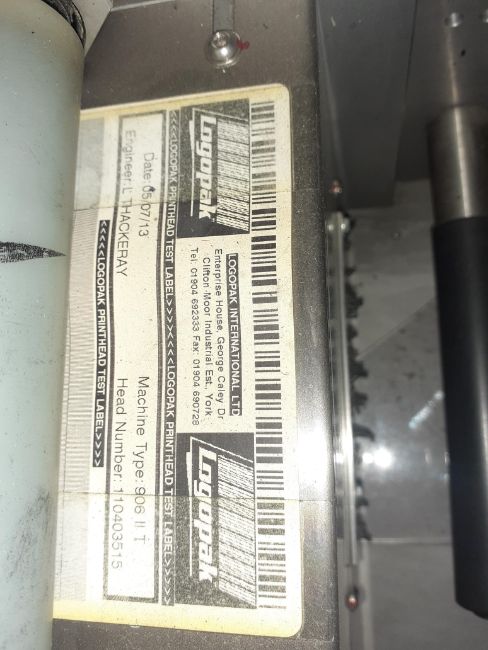 Logopak
LOGOPAK INTERNATIONAL LTD
Enterprise House, George Caley Dr
Clifton Moor Industrial Est, York
Tel: 01904 692333 Fax: 01904 690728
Logopak
<<<<LOGOPAK PRINTHEAD TEST LABEL>>>><<<<LOGOPAK PRINTHEAD TEST LABEL>>>>
Date 05/07/13
Machine Type: 906 II T
Engineer L THACKERAY
Head Number: 110403515
<<<<LOGOPAK PRINTHEAD TEST LABEL>>>>